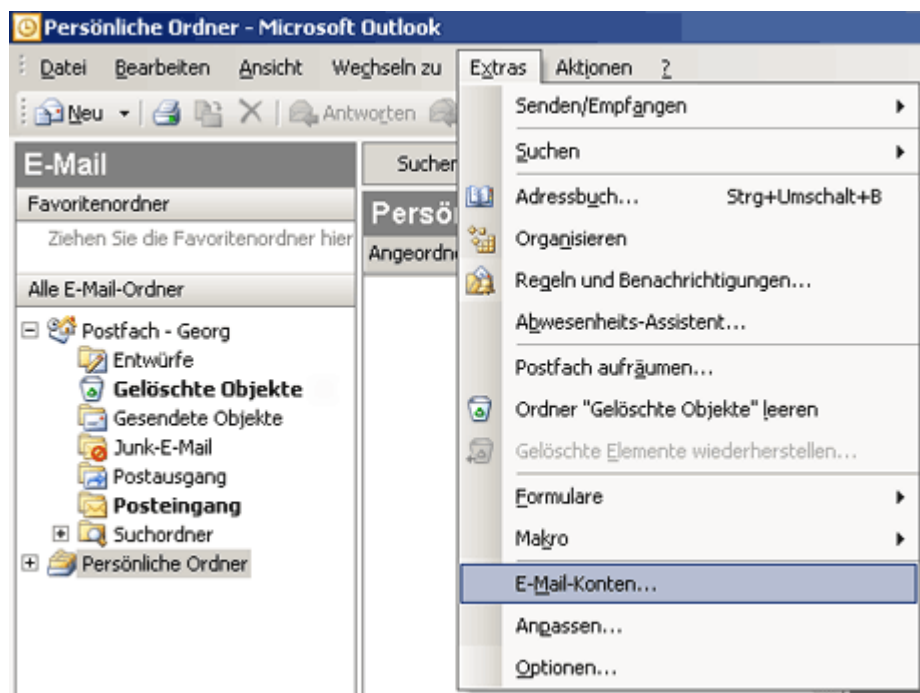 Persönliche Ordner - Microsoft Outlook
Datei Bearbeiten Ansicht Wechseln zu Extras Aktionen ?
Neu Antworten
E-Mail
Favoritenordner
Ziehen Sie die Favoritenordner hier
Alle E-Mail-Ordner
Postfach - Georg
Entwürfe
Gelöschte Objekte
Gesendete Objekte
Junk-E-Mail
Postausgang
Posteingang
Suchordner
Persönliche Ordner
Sucher
Persö
Angeordn
Senden/Empfangen
Suchen
Adressbuch... Strg+Umschalt+B
Organisieren
Regeln und Benachrichtigungen...
Abwesenheits-Assistent...
Postfach aufräumen...
Ordner "Gelöschte Objekte" leeren
Gelöschte Elemente wiederherstellen...
Formulare
Makro
E-Mail-Konten...
Anpassen...
Optionen...